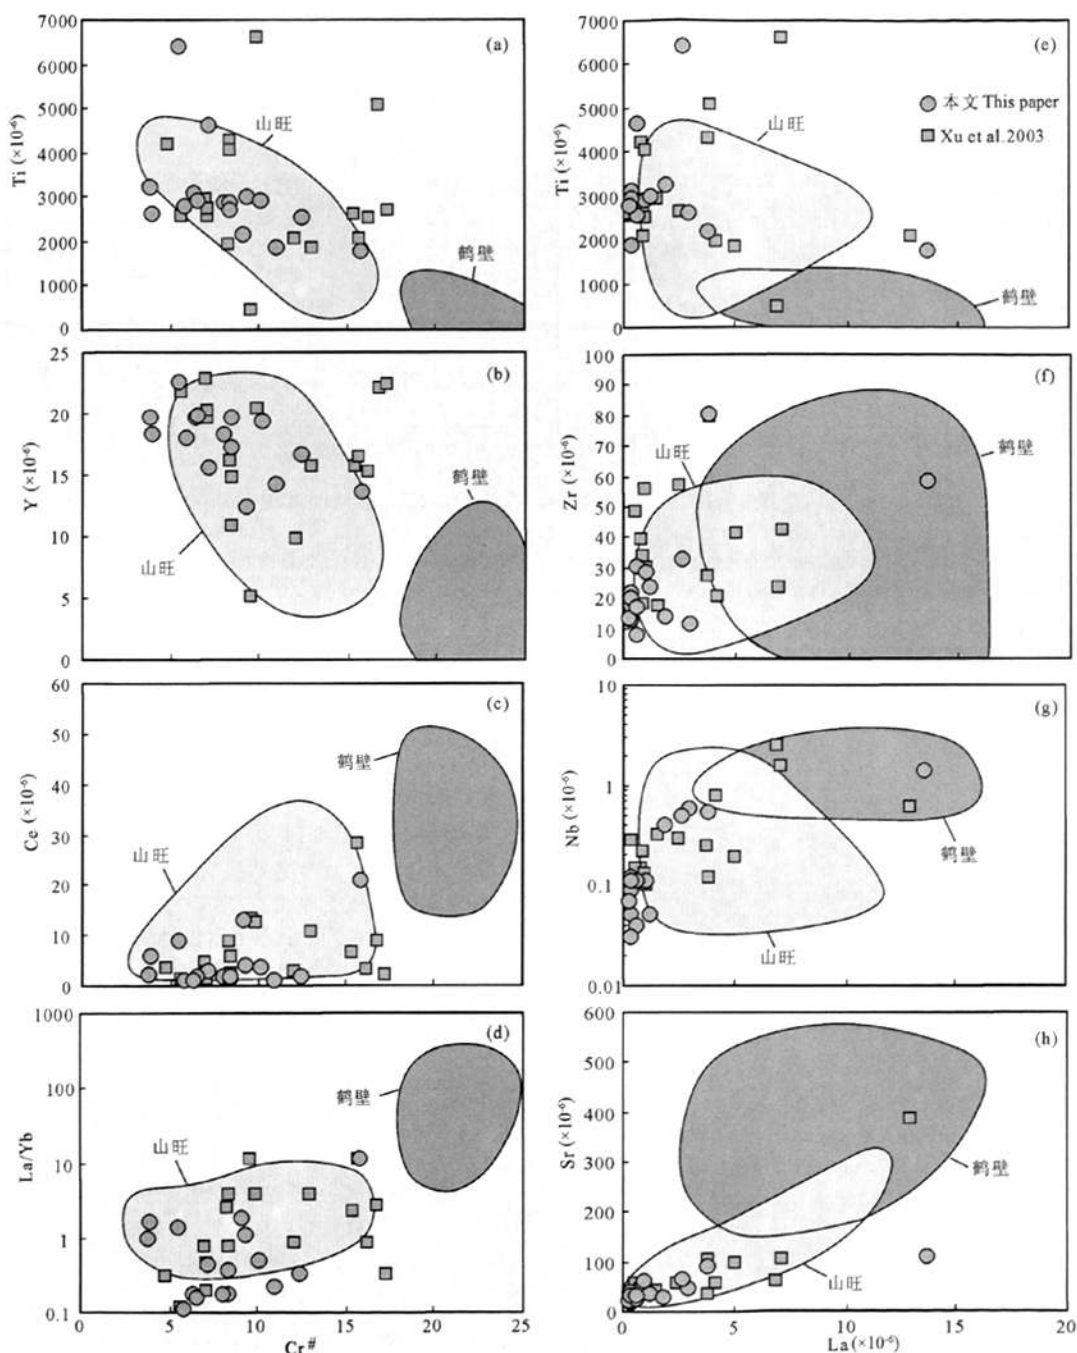 7000
6000
5000
4000
3000
2000
1000
0
Ti (×10⁻⁶)
(a)
山旺
鹤壁
25
20
15
10
5
0
Y (×10⁻⁶)
(b)
山旺
鹤壁
60
50
40
30
20
10
0
Ce (×10⁻⁶)
(c)
山旺
鹤壁
1000
100
10
1
0.1
La/Yb
(d)
山旺
鹤壁
0
5
10
15
20
25
Cr#
7000
6000
5000
4000
3000
2000
1000
0
Ti (×10⁻⁶)
(e)
本文 This paper
Xu et al.2003
山旺
鹤壁
100
90
80
70
60
50
40
30
20
10
0
Zr (×10⁻⁶)
(f)
山旺
鹤壁
10
1
0.1
0.01
Nb (×10⁻⁶)
(g)
鹤壁
山旺
600
500
400
300
200
100
0
Sr (×10⁻⁶)
(h)
鹤壁
山旺
0
5
10
15
20
La (×10⁻⁶)